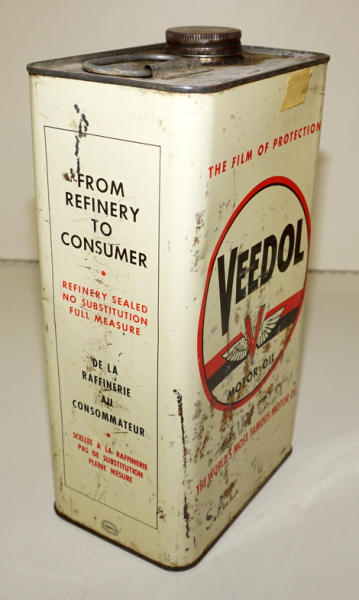 FROM
REFINERY
TO
CONSUMER
REFINERY SEALED
NO SUBSTITUTION
FULL MEASURE
DE LA
RAFFINERIE
AU
CONSOMMATEUR
SCELLÉE À LA RAFFINERIE
PAS DE SUBSTITUTION
PLEINE MESURE
THE FILM OF PROTECTION
VEEDOL
V
MOTOR OIL
THE WORLD'S MOST FAMOUS MOTOR OIL